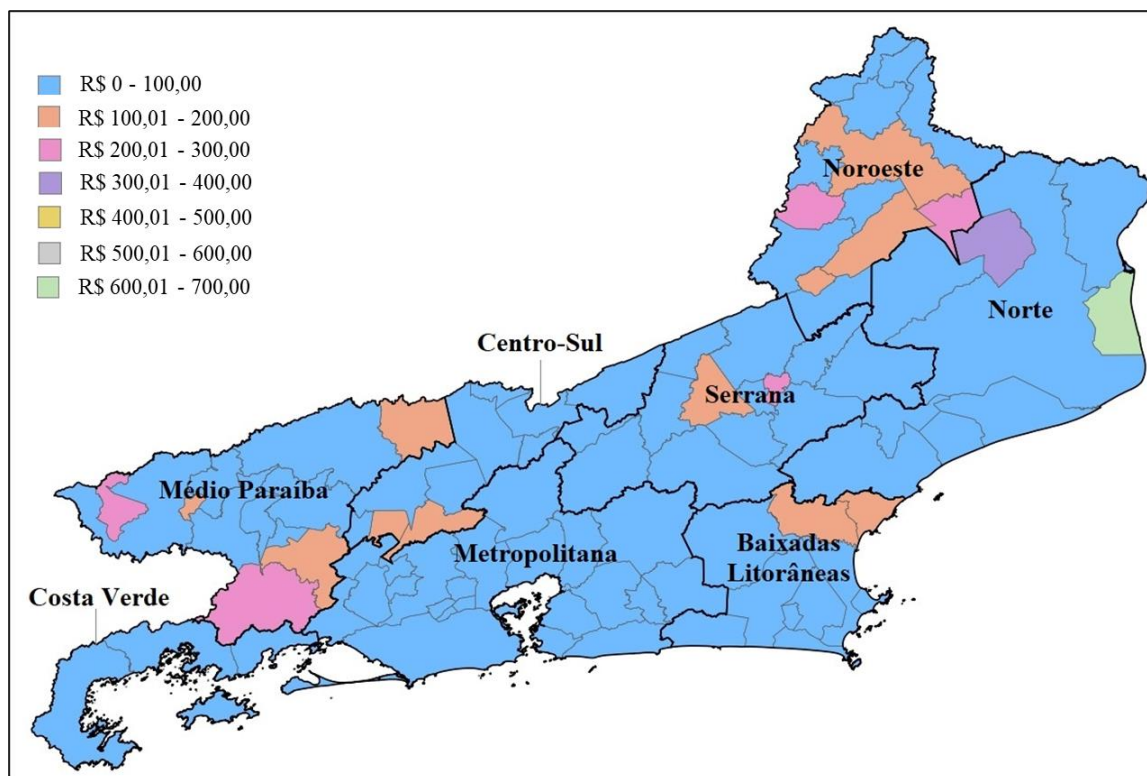 R$ 0 - 100,00
R$ 100,01 - 200,00
R$ 200,01 - 300,00
R$ 300,01 - 400,00
R$ 400,01 - 500,00
R$ 500,01 - 600,00
R$ 600,01 - 700,00
Noroeste
Norte
Centro-Sul
Serrana
Médio Paraíba
Metropolitana
Baixadas
Litorâneas
Costa Verde